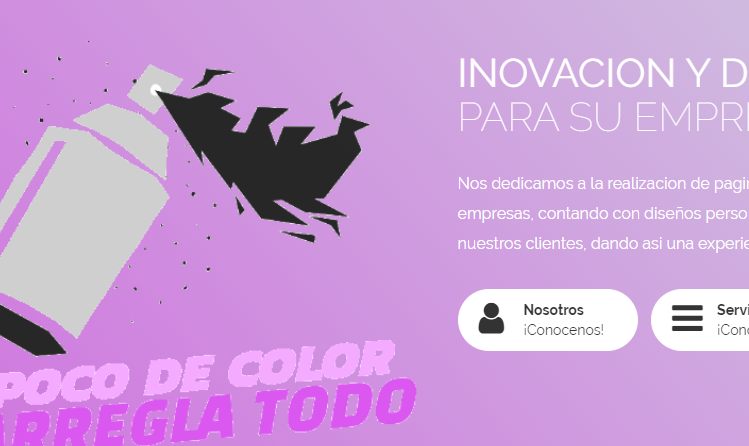 INOVACION Y D
PARA SU EMPR
Nos dedicamos a la realizacion de pagi
empresas, contando con diseños perso
nuestros clientes, dando asi una experie
Nosotros
¡Conocenos!
Servi
¡Cono
POCO DE COLOR
ARREGLA TODO